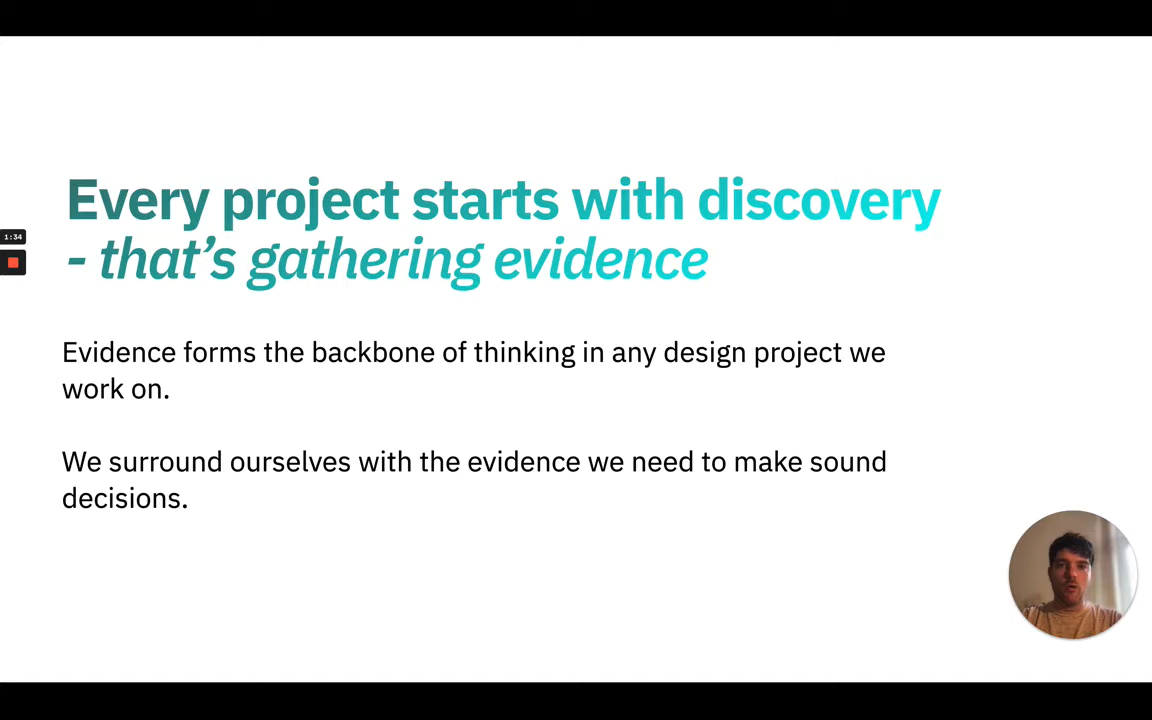 Every project starts with discovery
- that’s gathering evidence
1:34
Evidence forms the backbone of thinking in any design project we
work on.
We surround ourselves with the evidence we need to make sound
decisions.